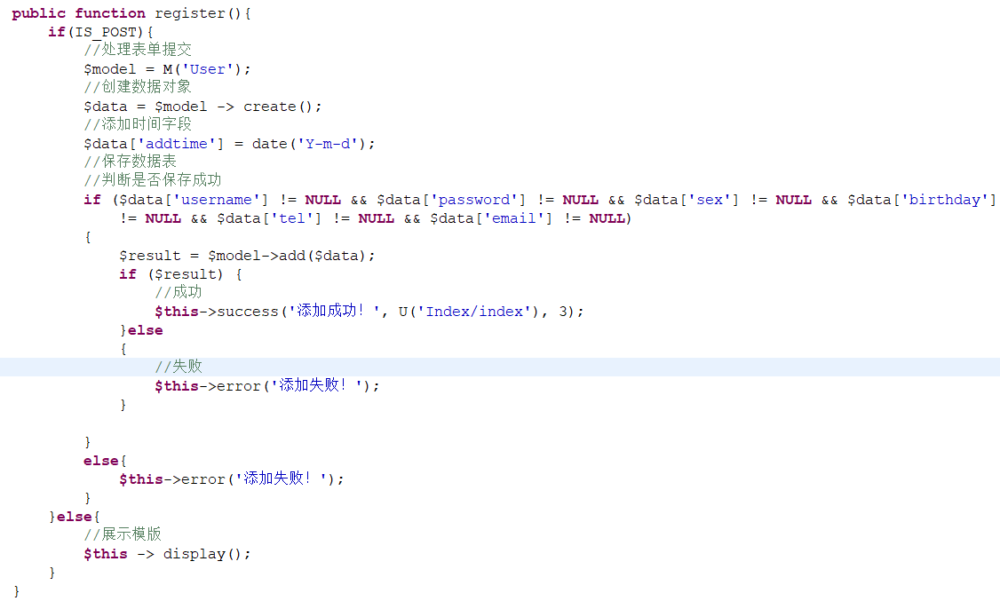 public function register(){
    if(IS_POST){
        //处理表单提交
        $model = M('User');
        //创建数据对象
        $data = $model -> create();
        //添加时间字段
        $data['addtime'] = date('Y-m-d');
        //保存数据表
        //判断是否保存成功
        if ($data['username'] != NULL && $data['password'] != NULL && $data['sex'] != NULL && $data['birthday']
            != NULL && $data['tel'] != NULL && $data['email'] != NULL)
        {
            $result = $model->add($data);
            if ($result) {
                //成功
                $this->success('添加成功！', U('Index/index'), 3);
            }else
            {
                //失败
                $this->error('添加失败！');
            }
        }
        else{
            $this->error('添加失败！');
        }
    }else{
        //展示模版
        $this -> display();
    }
}